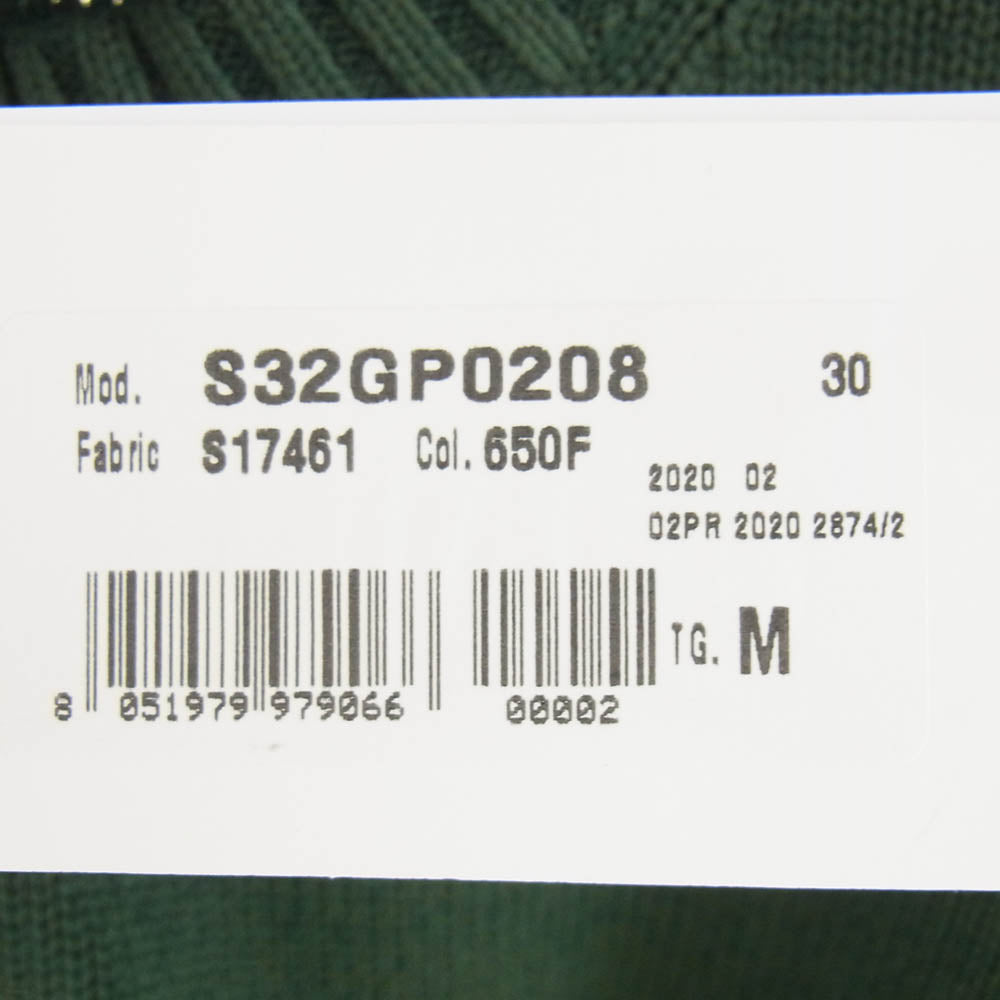 Mod. S32GP0208 30
Fabric S17461 Col. 650F
2020 02
02PR 2020 2874/2
TG. M
8 051979 979066 00002